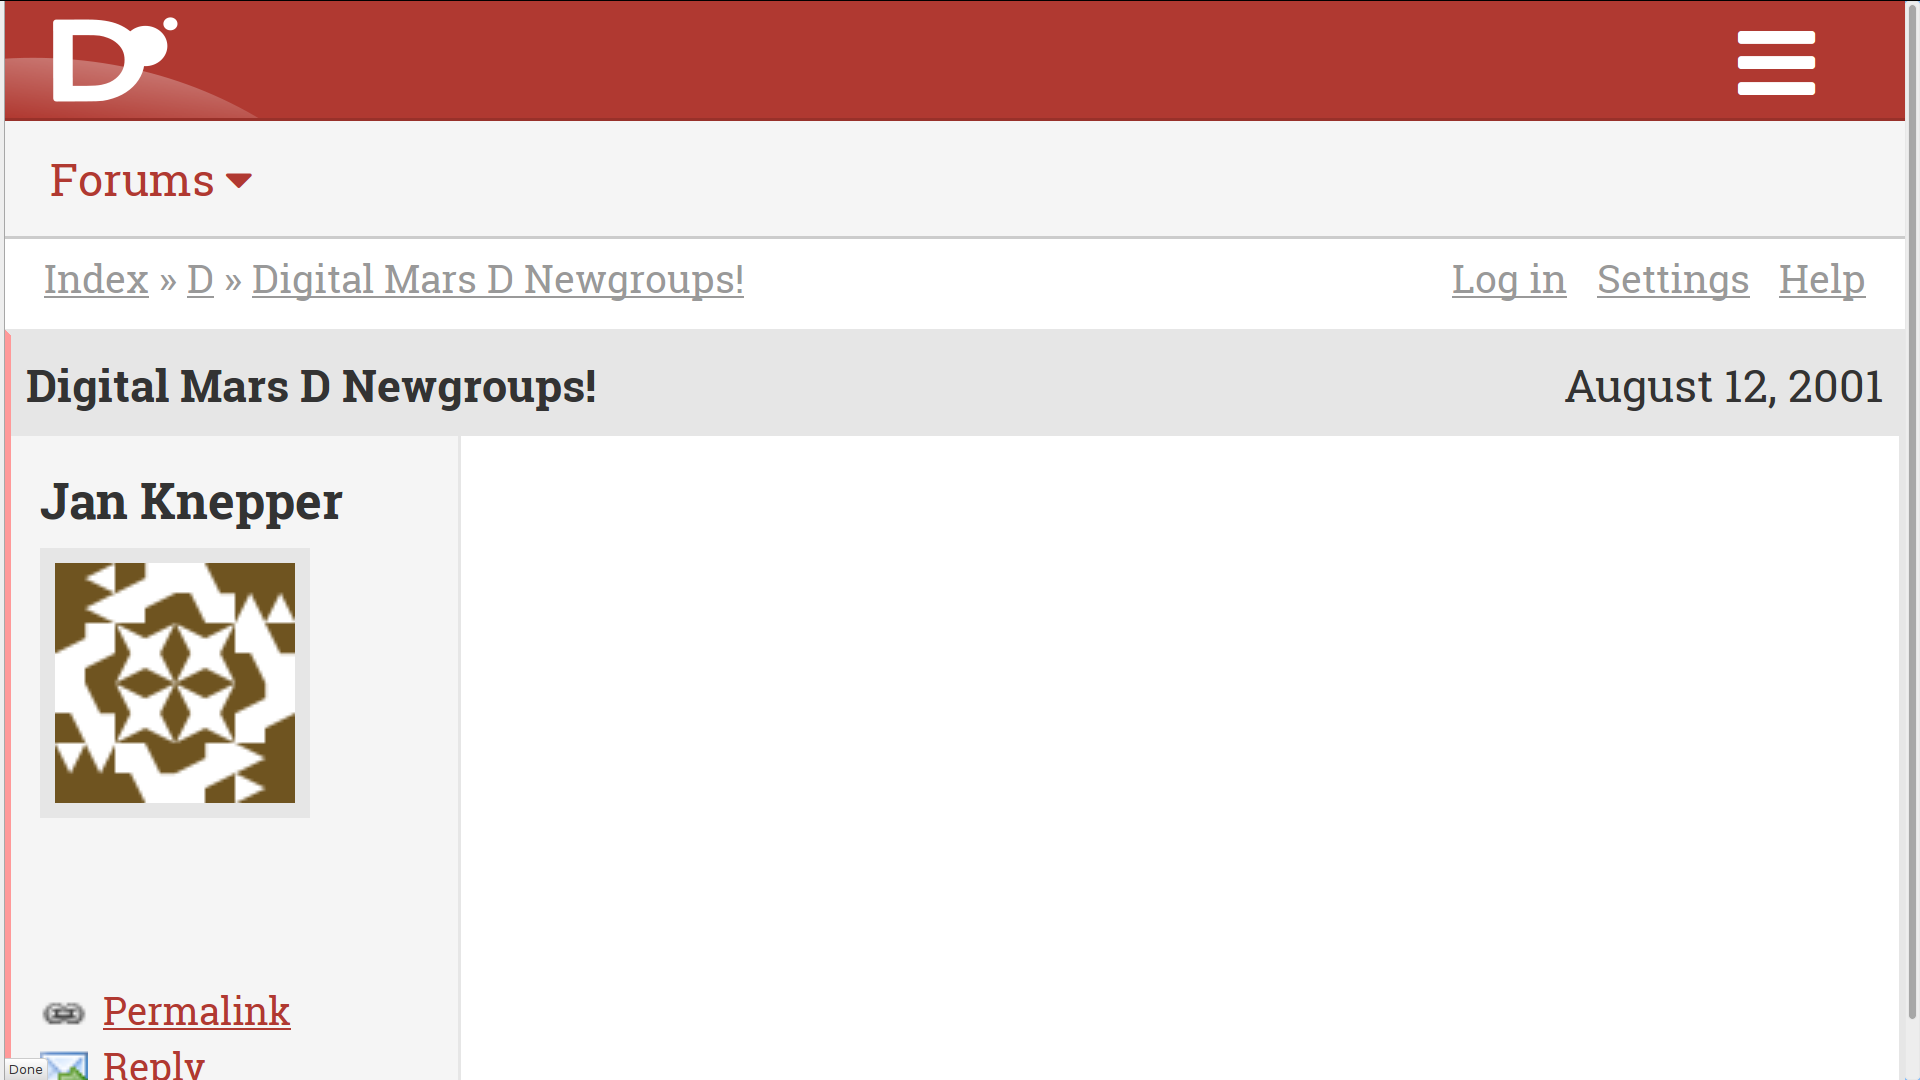 Forums
Index » D » Digital Mars D Newgroups!
Log in Settings Help
Digital Mars D Newgroups!
August 12, 2001
Jan Knepper
Permalink
Reply
Done